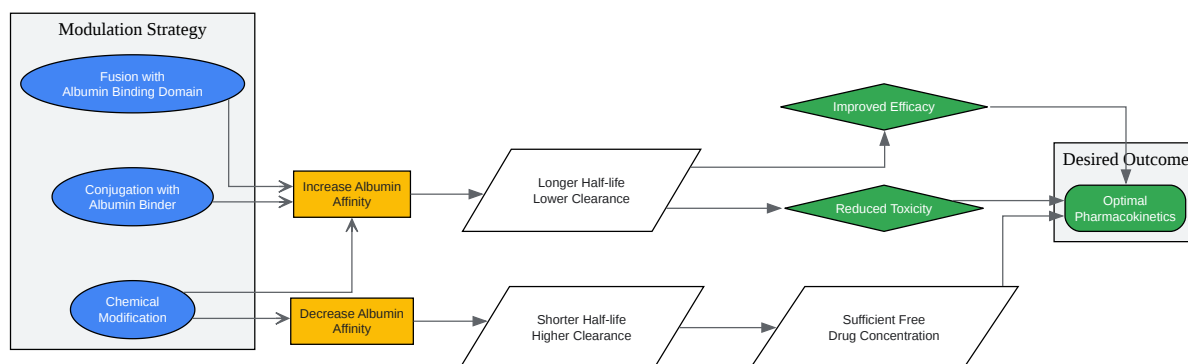 Modulation Strategy
Fusion with
Albumin Binding Domain
Conjugation with
Albumin Binder
Chemical
Modification
Increase Albumin
Affinity
Decrease Albumin
Affinity
Longer Half-life
Lower Clearance
Shorter Half-life
Higher Clearance
Improved Efficacy
Reduced Toxicity
Sufficient Free
Drug Concentration
Desired Outcome
Optimal
Pharmacokinetics